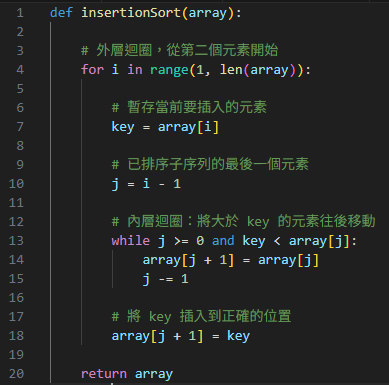 1 def insertionSort(array):
2
3 # 外層迴圈，從第二個元素開始
4 for i in range(1, len(array)):
5
6 # 暫存當前要插入的元素
7 key = array[i]
8
9 # 已排序子序列的最後一個元素
10 j = i - 1
11
12 # 內層迴圈：將大於 key 的元素往後移動
13 while j >= 0 and key < array[j]:
14 array[j + 1] = array[j]
15 j -= 1
16
17 # 將 key 插入到正確的位置
18 array[j + 1] = key
19
20 return array